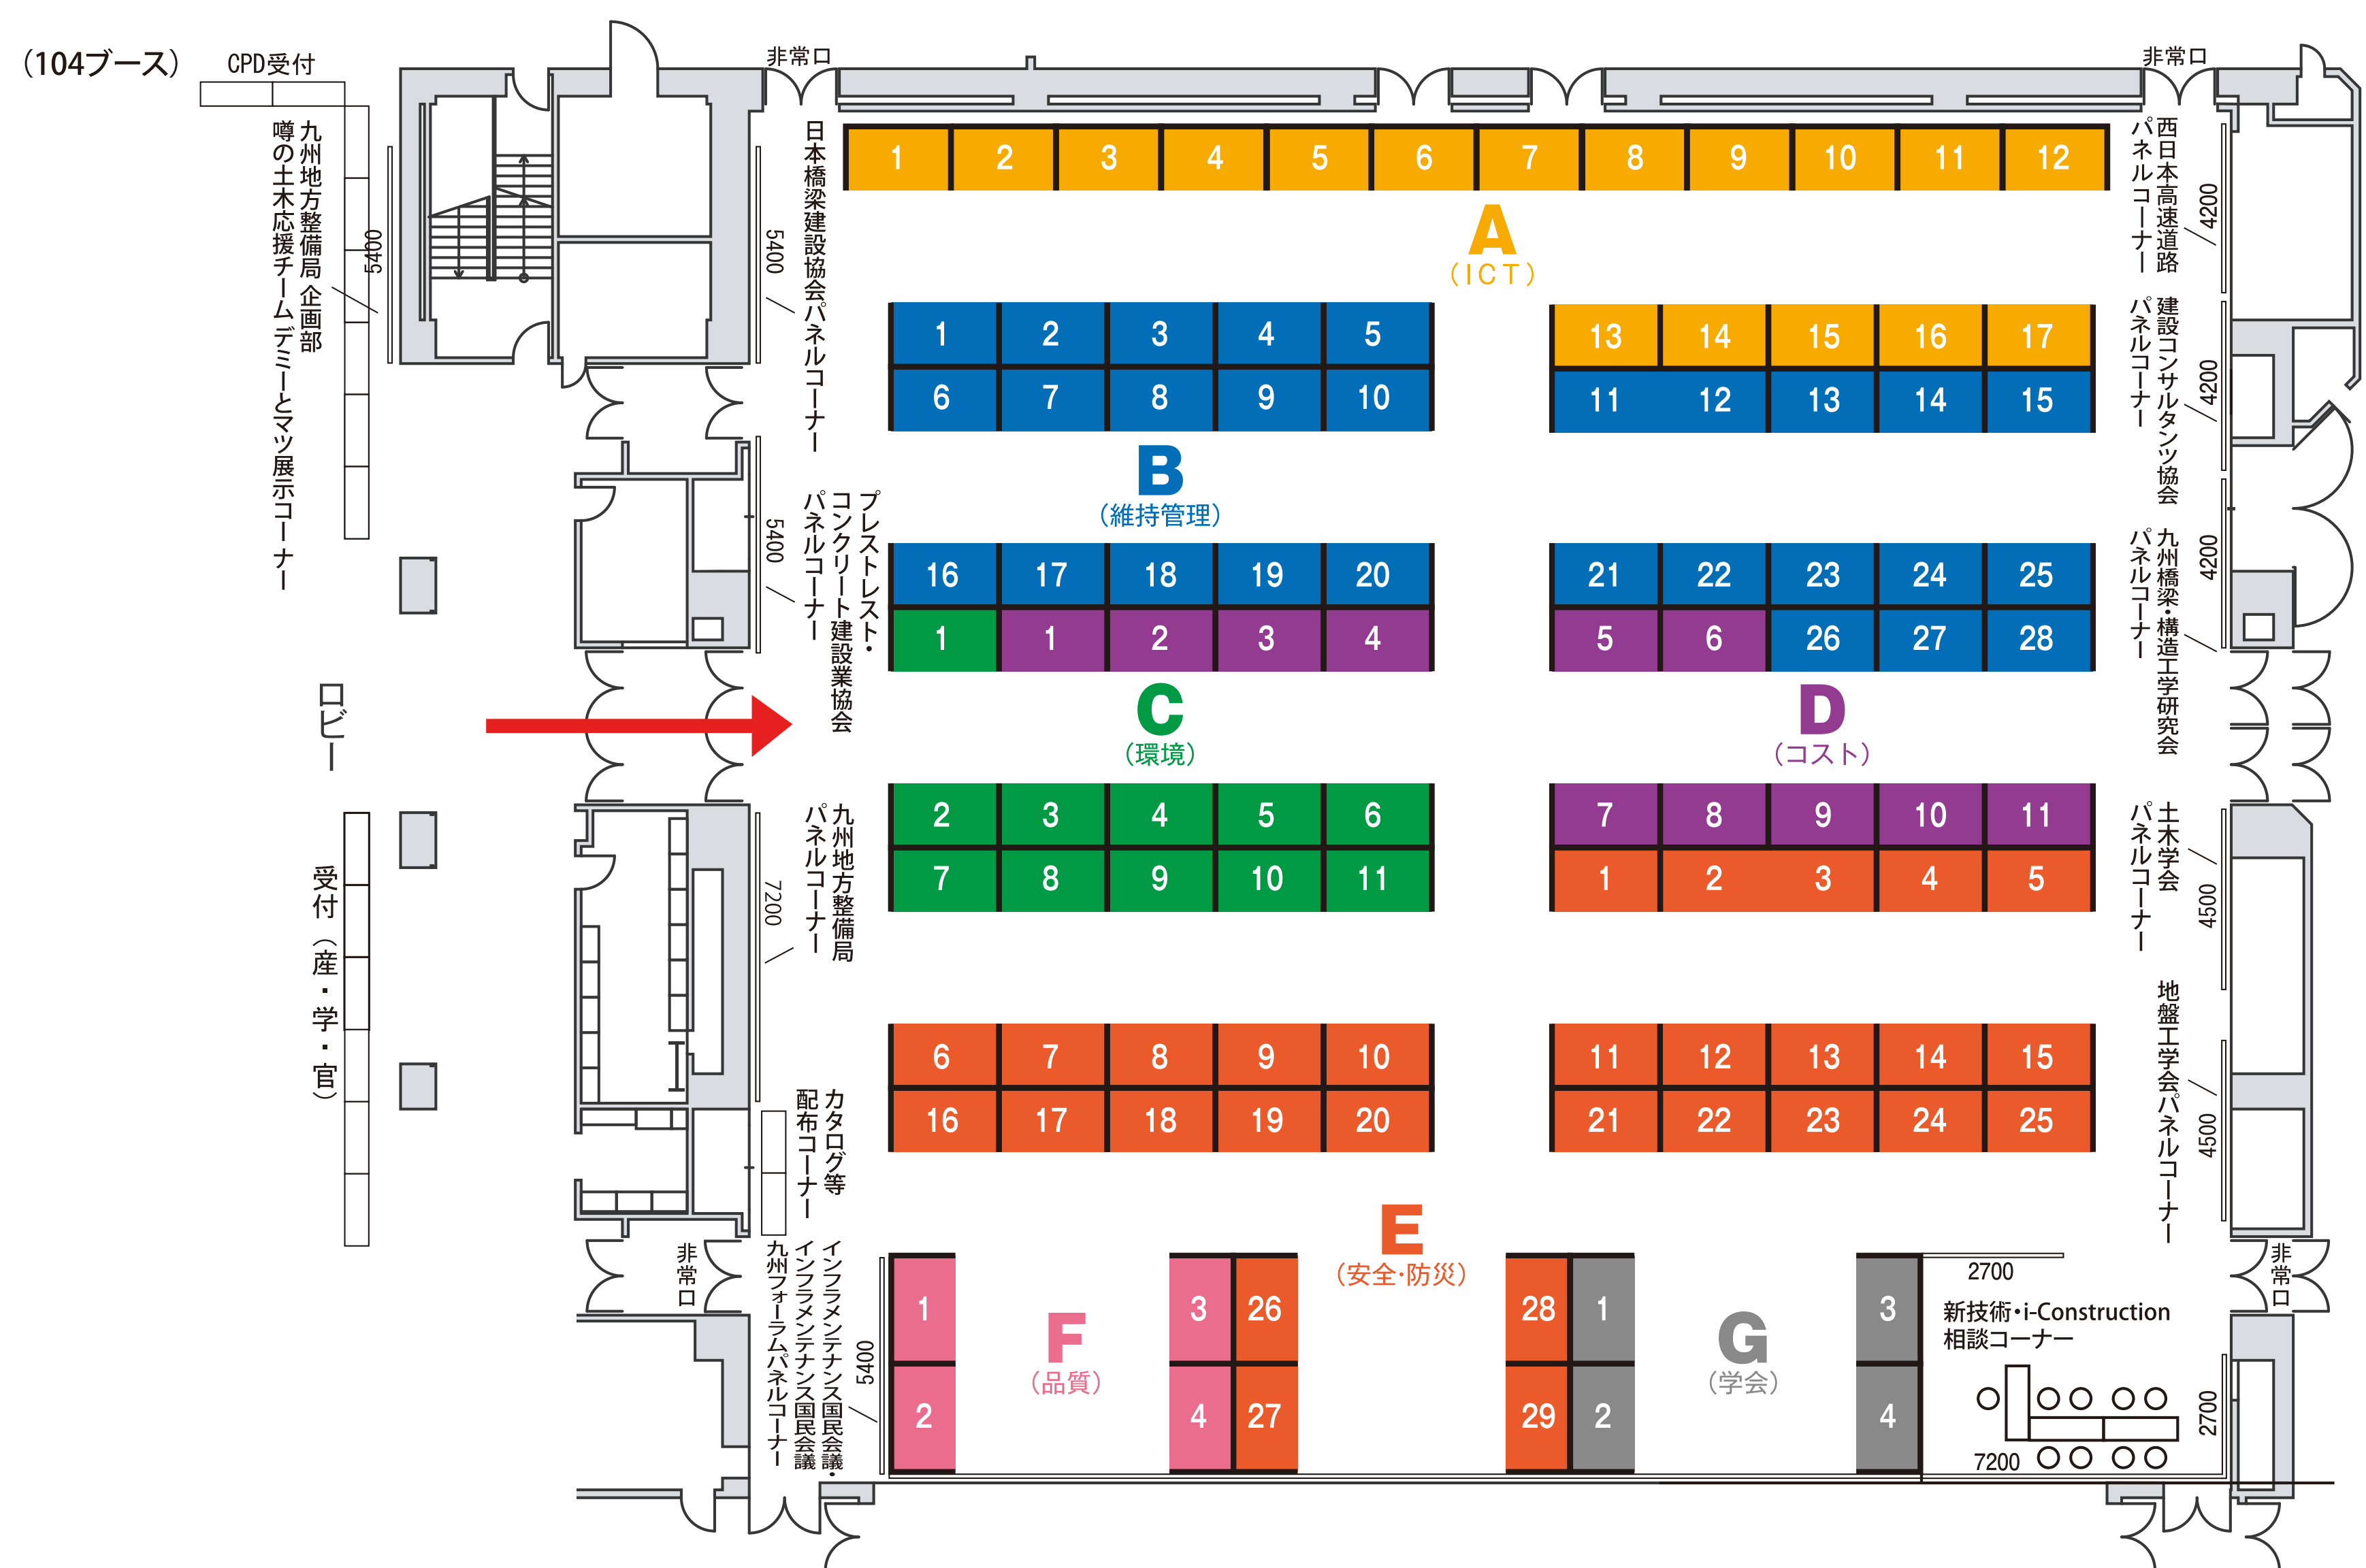 （104ブース）
CPD受付
九州地方整備局 企画部
噂の土木応援チーム デミーとマツ展示コーナー
5400
非常口
非常口
日本橋梁建設協会パネルコーナー
5400
1 2 3 4 5 6 7 8 9 10 11 12
A
（ICT）
西日本高速道路
パネルコーナー
4200
1 2 3 4 5
6 7 8 9 10
13 14 15 16 17
11 12 13 14 15
建設コンサルタンツ協会
パネルコーナー
4200
B
（維持管理）
プレストレスト・
コンクリート建設業協会
パネルコーナー
5400
16 17 18 19 20
1 1 2 3 4
21 22 23 24 25
5 6 26 27 28
九州橋梁・構造工学研究会
パネルコーナー
4200
ロビー
C
（環境）
D
（コスト）
受付（産・学・官）
九州地方整備局
パネルコーナー
7200
2 3 4 5 6
7 8 9 10 11
7 8 9 10 11
1 2 3 4 5
土木学会
パネルコーナー
4500
6 7 8 9 10
16 17 18 19 20
11 12 13 14 15
21 22 23 24 25
地盤工学会パネルコーナー
4500
カタログ等
配布コーナー
非常口
インフラメンテナンス国民会議・
インフラメンテナンス国民会議
九州フォーラムパネルコーナー
5400
1
2
F
（品質）
3 26
4 27
E
（安全・防災）
28 1
29 2
G
（学会）
3
4
2700
新技術・i-Construction
相談コーナー
7200
2700
非常口